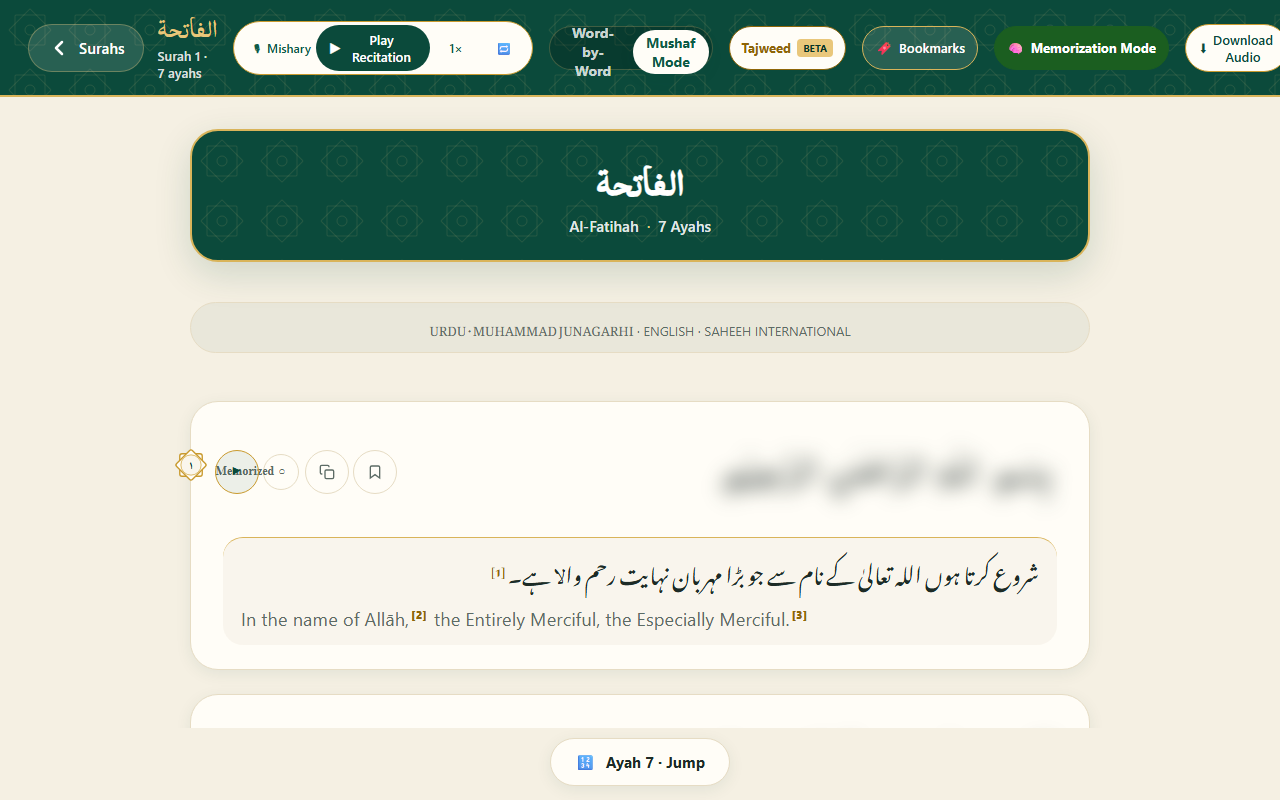 Surahs
الفاتحة
Surah 1 ·
7 ayahs
Mishary
Play
Recitation
1×
Word-
by-
Word
Mushaf
Mode
Tajweed BETA
Bookmarks
Memorization Mode
Download
Audio
الفاتحة
Al-Fatihah · 7 Ayahs
URDU · MUHAMMAD JUNAGARHI · ENGLISH · SAHEEH INTERNATIONAL
١
Memorized
شروع کرتا ہوں اللہ تعالیٰ کے نام سے جو بڑا مہربان نہایت رحم والا ہے۔ [1]
In the name of Allāh,[2] the Entirely Merciful, the Especially Merciful.[3]
Ayah 7 · Jump